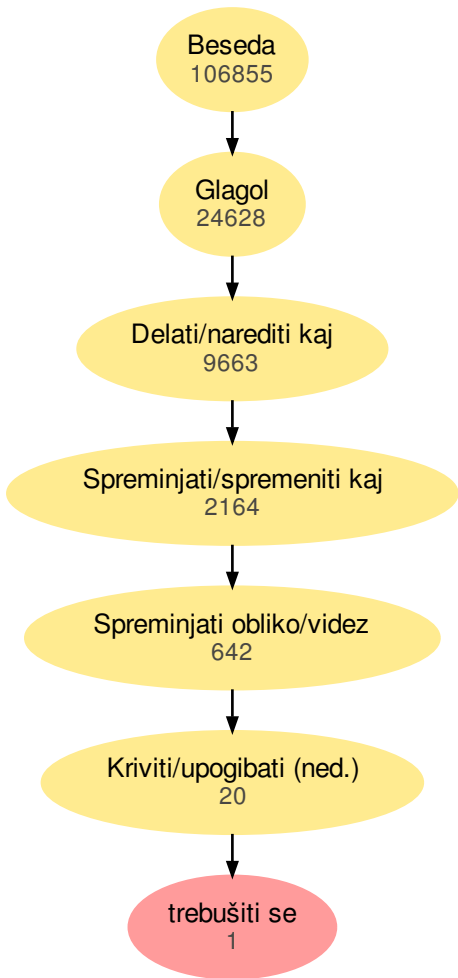 Beseda
106855
Glagol
24628
Delati/narediti kaj
9663
Spreminjati/spremeniti kaj
2164
Spreminjati obliko/videz
642
Kriviti/upogibati (ned.)
20
trebušiti se
1